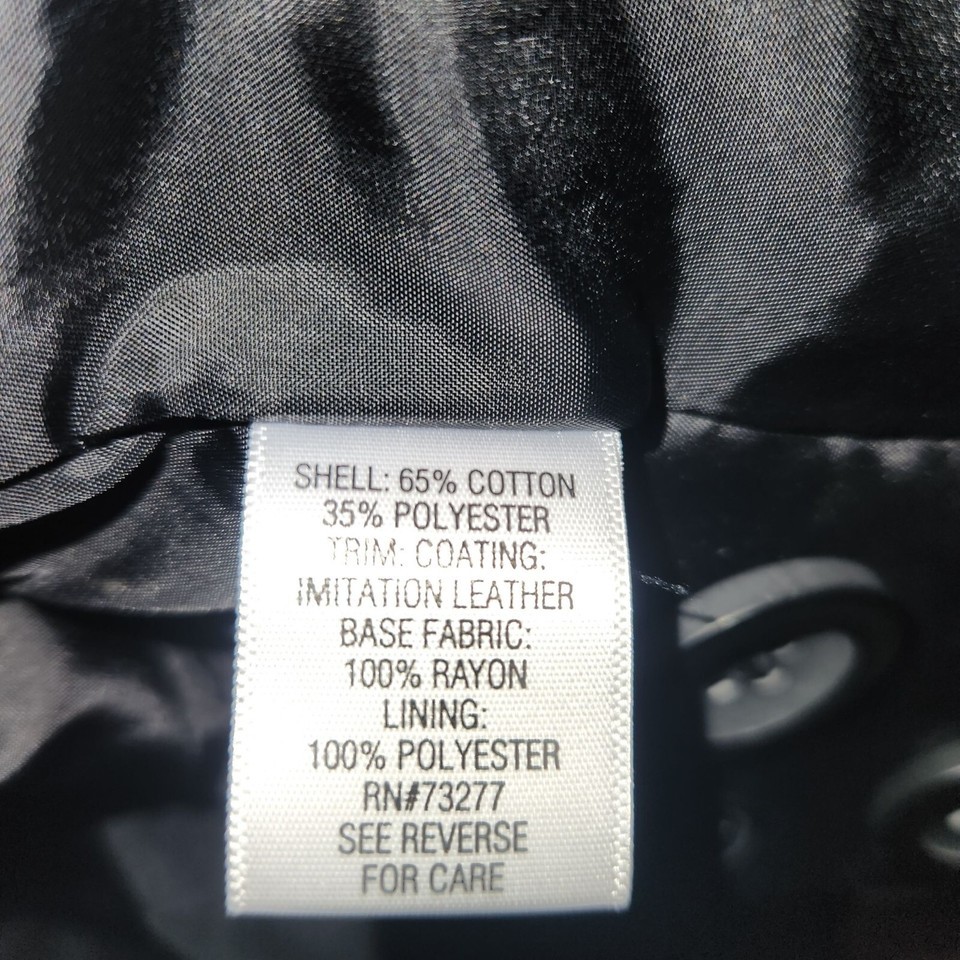 SHELL: 65% COTTON
35% POLYESTER
TRIM: COATING:
IMITATION LEATHER
BASE FABRIC:
100% RAYON
LINING:
100% POLYESTER
RN#73277
SEE REVERSE
FOR CARE